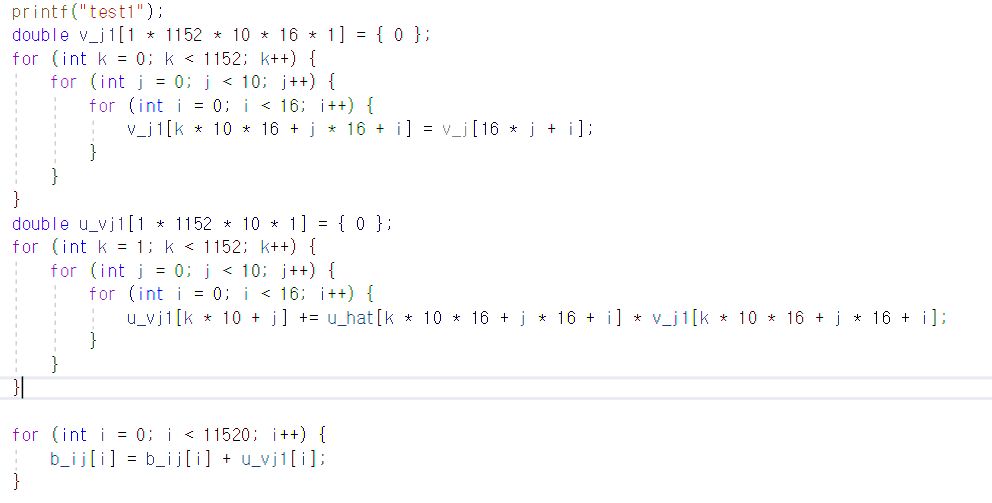 printf("test1");
double v_j1[1 * 1152 * 10 * 16 * 1] = { 0 };
for (int k = 0; k < 1152; k++) {
    for (int j = 0; j < 10; j++) {
        for (int i = 0; i < 16; i++) {
            v_j1[k * 10 * 16 + j * 16 + i] = v_j[16 * j + i];
        }
    }
}
double u_vj1[1 * 1152 * 10 * 1] = { 0 };
for (int k = 1; k < 1152; k++) {
    for (int j = 0; j < 10; j++) {
        for (int i = 0; i < 16; i++) {
            u_vj1[k * 10 + j] += u_hat[k * 10 * 16 + j * 16 + i] * v_j1[k * 10 * 16 + j * 16 + i];
        }
    }
}
for (int i = 0; i < 11520; i++) {
    b_ij[i] = b_ij[i] + u_vj1[i];
}